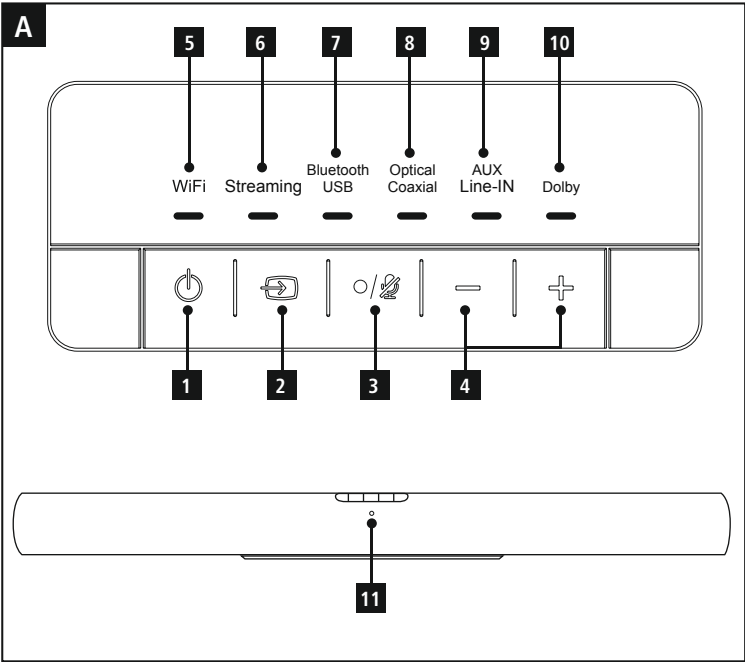 A
5 6 7 8 9 10
WiFi Streaming Bluetooth USB Optical Coaxial AUX Line-IN Dolby
1 2 3 4
11